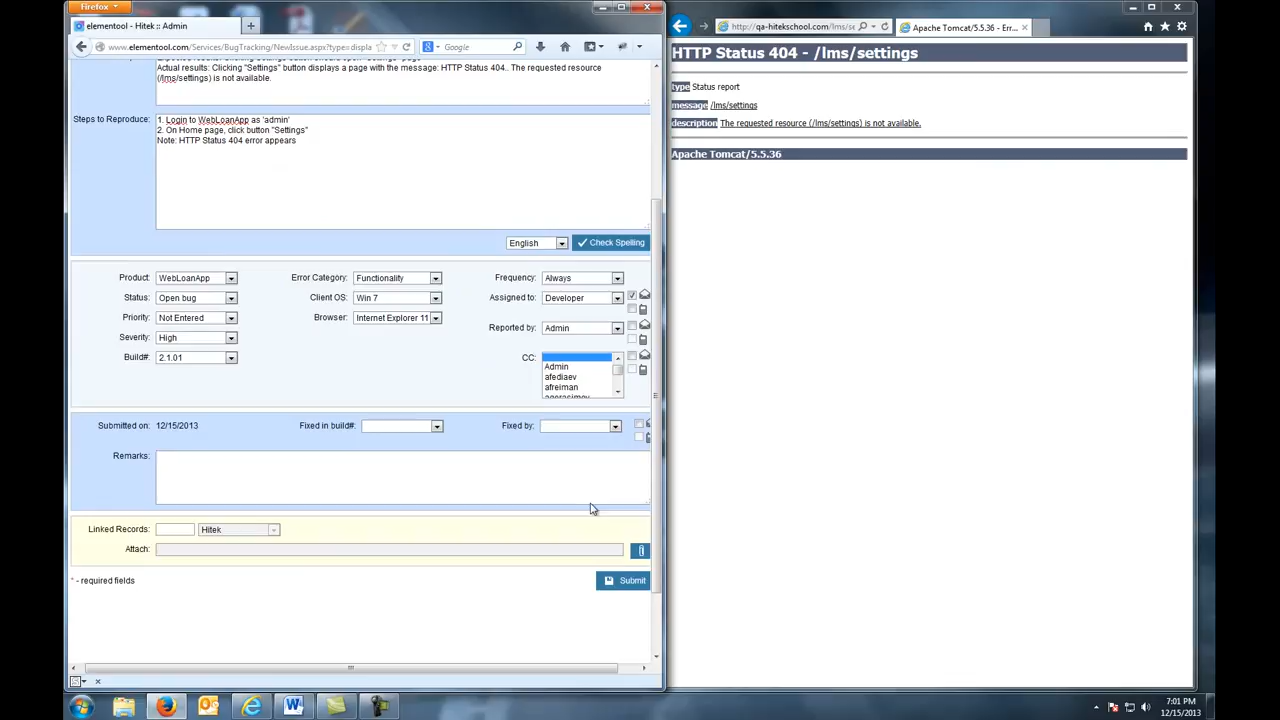 Firefox
elementool - Hitek :: Admin
www.elementool.com/Services/BugTracking/NewIssue.aspx?type=displa
Google
Actual results: Clicking "Settings" button displays a page with the message: HTTP Status 404.. The requested resource
(/lms/settings) is not available.
Steps to Reproduce:
1. Login to WebLoanApp as 'admin'
2. On Home page, click button "Settings"
Note: HTTP Status 404 error appears
English
Check Spelling
Product: WebLoanApp Error Category: Functionality Frequency: Always
Status: Open bug Client OS: Win 7 Assigned to: Developer
Priority: Not Entered Browser: Internet Explorer 11
Reported by: Admin
Severity: High
Build#: 2.1.01 CC:
Admin
afediaev
afreiman
Submitted on: 12/15/2013 Fixed in build#: Fixed by:
Remarks:
Linked Records: Hitek
Attach:
* - required fields
Submit
http://qa-hitekschool.com/lms/se
Apache Tomcat/5.5.36 - Err...
HTTP Status 404 - /lms/settings
type Status report
message /lms/settings
description The requested resource (/lms/settings) is not available.
Apache Tomcat/5.5.36
7:01 PM
12/15/2013